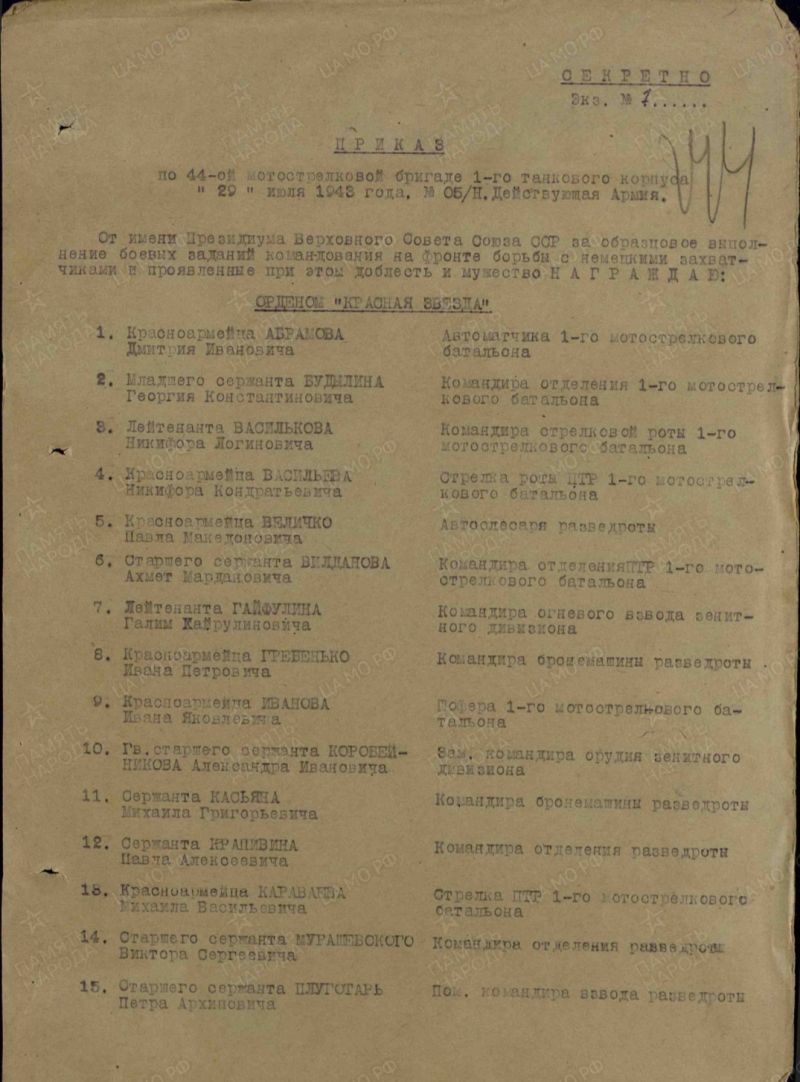 СЕКРЕТНО
Экз. № 1......
ПРИКАЗ
по 44-ой мотострелковой бригаде 1-го танкового корпуса
" 29 " июля 1943 года. № 05/Н. Действующая Армия.
От имени Президиума Верховного Совета Союза ССР за образцовое выпол-
нение боевых заданий командования на фронте борьбы с немецкими захват-
чиками и проявленные при этом доблесть и мужество НАГРАЖДАЮ:
ОРДЕНОМ "КРАСНАЯ ЗВЕЗДА"
1. Красноармейца АБРАМОВА Автоматчика 1-го мотострелкового
Дмитрия Ивановича батальона
2. Младшего сержанта БУДЫЛИНА Командира отделения 1-го мотострел-
Георгия Константиновича кового батальона
3. Лейтенанта ВАСИЛЬКОВА Командира стрелковой роты 1-го
Никифора Логиновича мотострелкового батальона
4. Красноармейца ВАСИЛЬЕВА Стрелка роты ПТР 1-го мотострел-
Никифора Кондратьевича кового батальона
5. Красноармейца ВЕЛИЧКО Автослесаря разведроты
Павла Македоновича
6. Старшего сержанта ВИЛДАНОВА Командира отделения ПТР 1-го мото-
Ахмет Мардановича стрелкового батальона
7. Лейтенанта ГАЙФУЛИНА Командира огневого взвода зенит-
Галим Хайрулиновича ного дивизиона
8. Красноармейца ГРЕБЕНЬКО Командира бронемашины разведроты
Ивана Петровича
9. Красноармейца ИВАНОВА Шофера 1-го мотострелкового ба-
Ивана Яковлевича тальона
10. Гв. старшего сержанта КОРОБЕЙ- Зам. командира орудия зенитного
НИКОВА Александра Ивановича дивизиона
11. Сержанта КАСЬЯНА Командира бронемашины разведроты
Михаила Григорьевича
12. Сержанта КРАПИВИНА Командира отделения разведроты
Павла Алексеевича
13. Красноармейца КАРАВАЕВА Стрелка ПТР 1-го мотострелкового
Михаила Васильевича батальона
14. Старшего сержанта МУРАШЕВСКОГО Командира отделения разведроты
Виктора Сергеевича
15. Старшего сержанта ПЛУГОТАРЬ Пом. командира взвода разведроты
Петра Архиповича